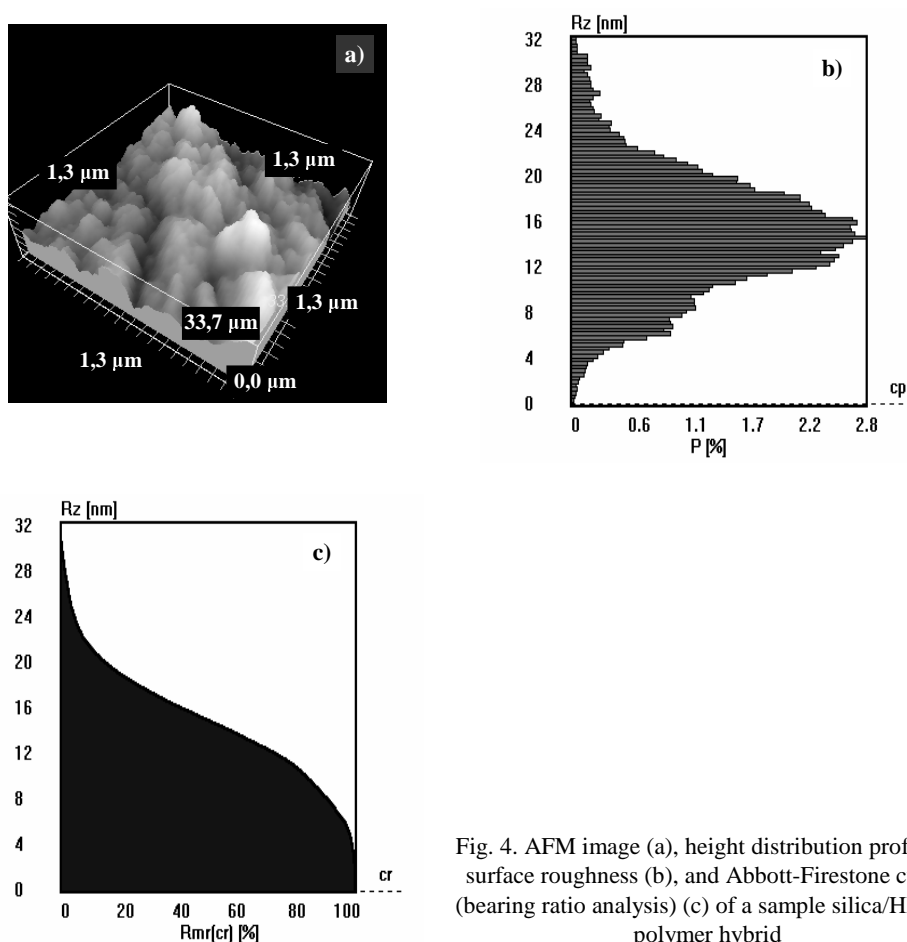 a)
1,3 µm
1,3 µm
1,3 µm
33,7 µm
1,3 µm
0,0 µm
Rz [nm]
32
b)
28
24
20
16
12
8
4
0
cp
0 0.6 1.1 1.7 2.2 2.8
P [%]
Rz [nm]
32
c)
28
24
20
16
12
8
4
0
cr
0 20 40 60 80 100
Rmr(cr) [%]
Fig. 4. AFM image (a), height distribution prof
surface roughness (b), and Abbott-Firestone c
(bearing ratio analysis) (c) of a sample silica/H
polymer hybrid